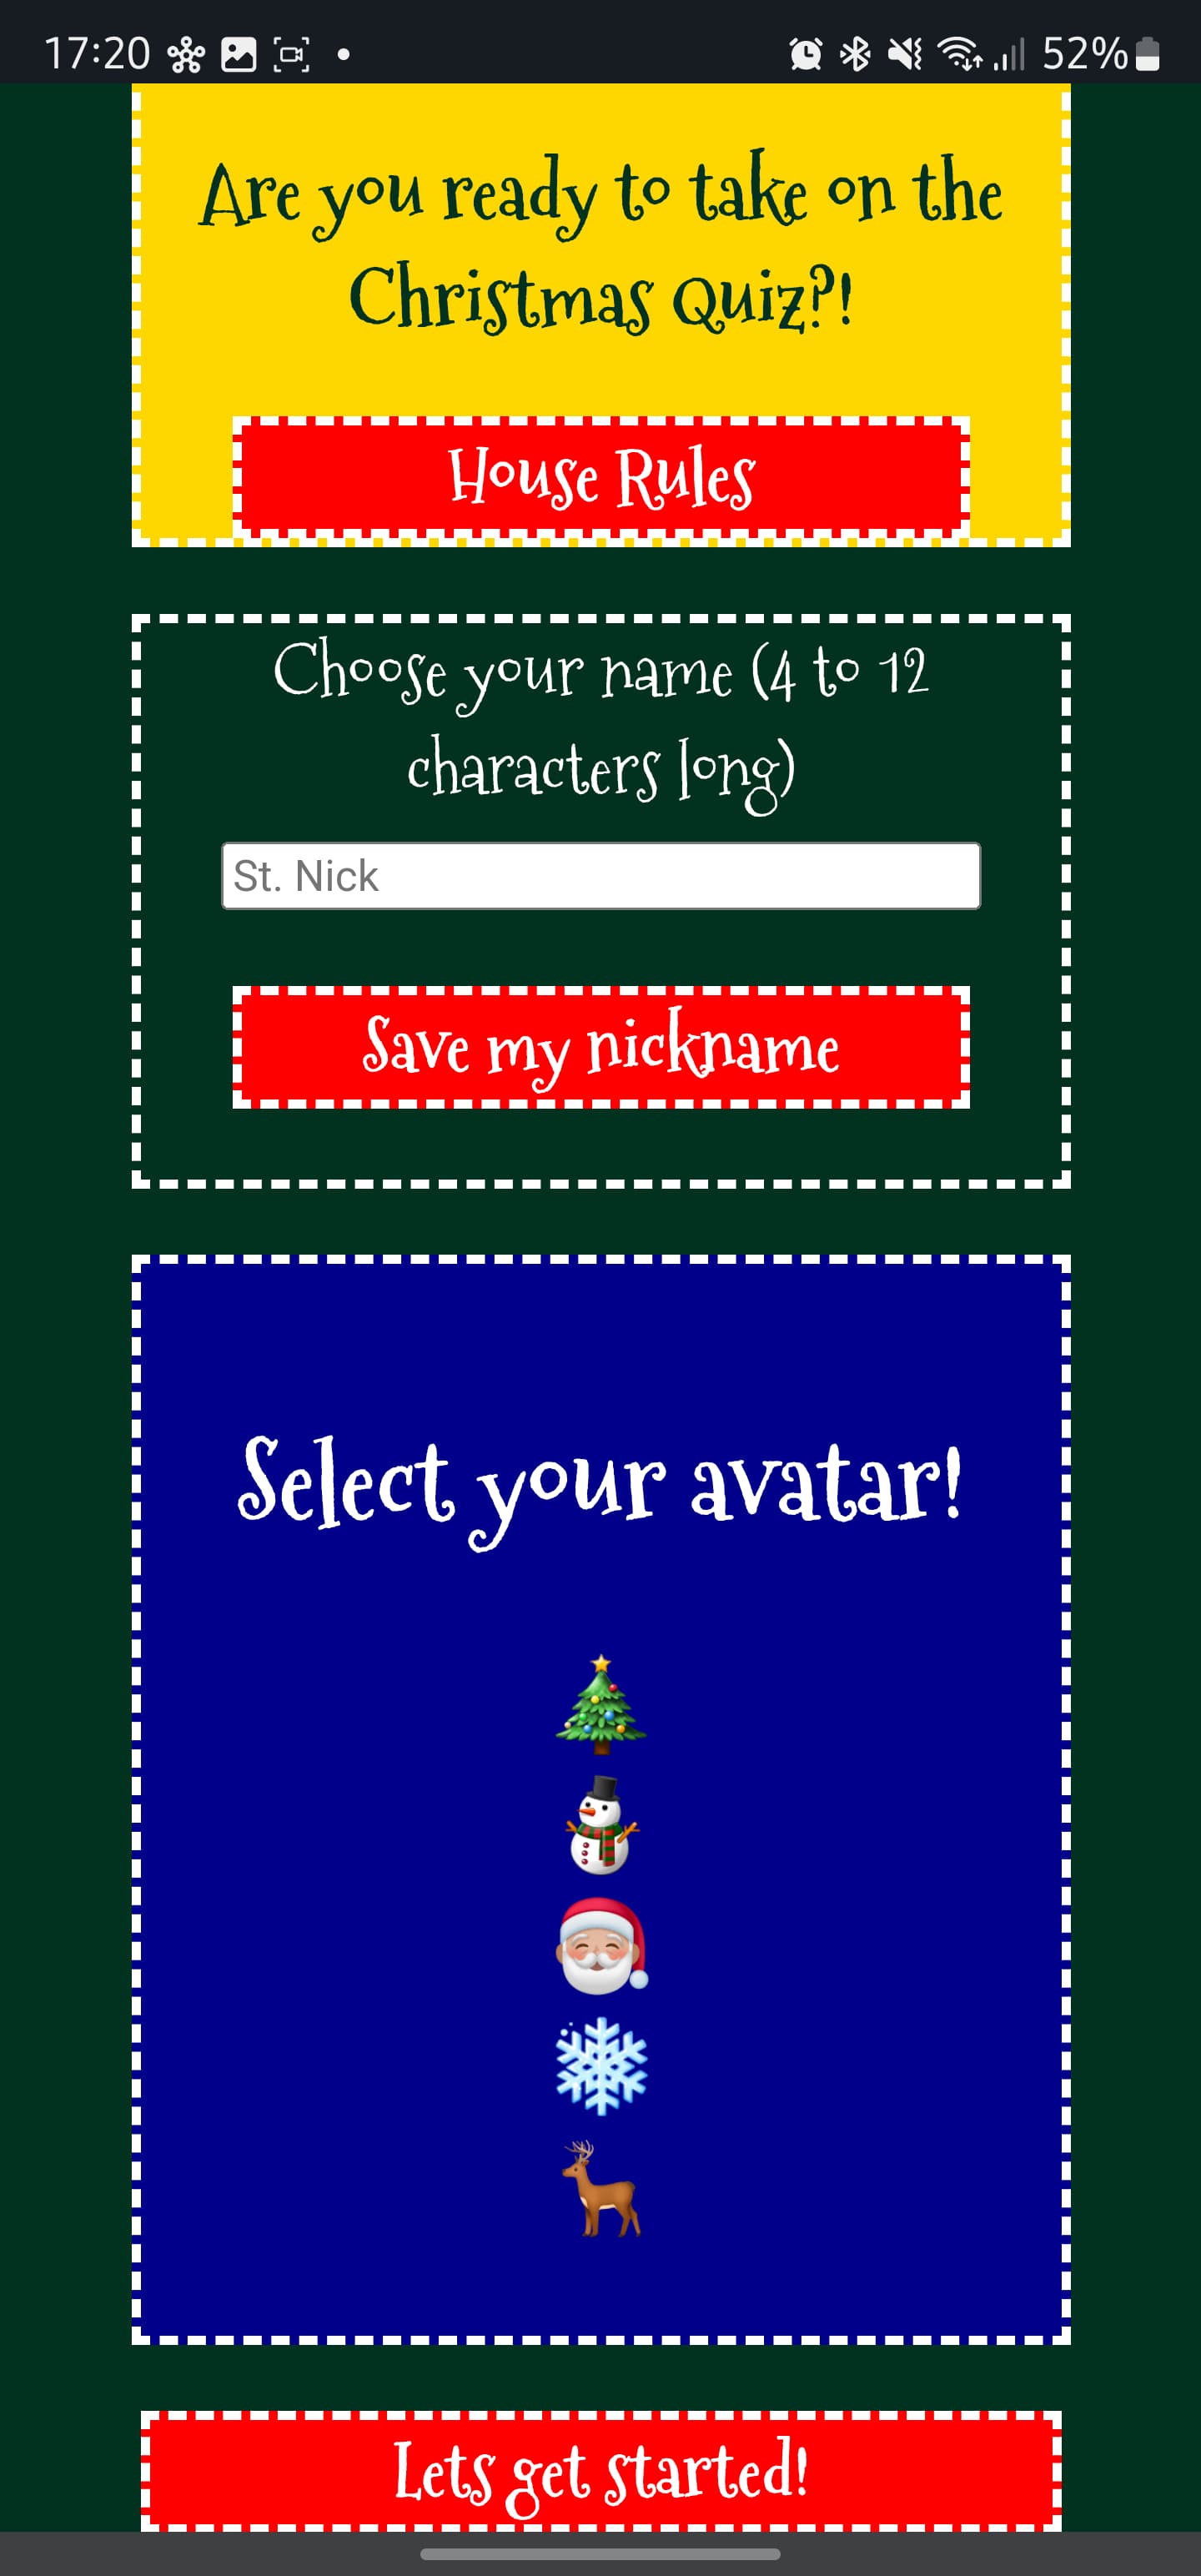 17:20 52%
Are you ready to take on the
Christmas Quiz?!
House Rules
Choose your name (4 to 12
characters long)
St. Nick
Save my nickname
Select your avatar!
Lets get started!